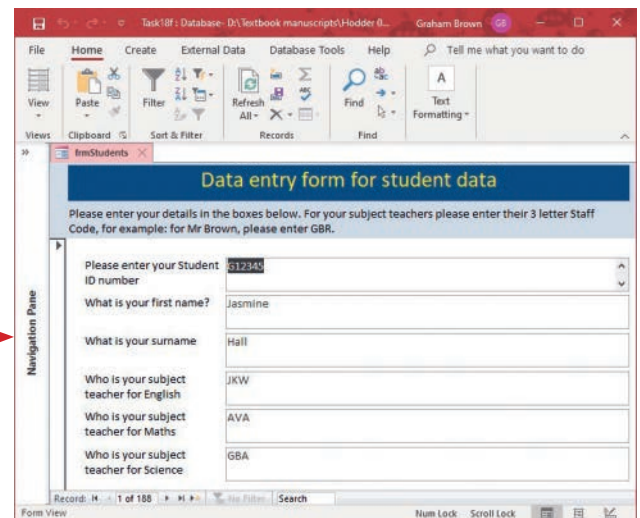 Task18f : Database- D:\Textbook manuscripts\Hodder 0... Graham Brown GB
File Home Create External Data Database Tools Help Tell me what you want to do
View Paste Filter Refresh All Find Text Formatting
Views Clipboard Sort & Filter Records Find
frmStudents
Data entry form for student data
Please enter your details in the boxes below. For your subject teachers please enter their 3 letter Staff
Code, for example: for Mr Brown, please enter GBR.
Please enter your Student G12345
ID number
What is your first name? Jasmine
What is your surname Hall
Who is your subject JKW
teacher for English
Who is your subject AVA
teacher for Maths
Who is your subject GBA
teacher for Science
Navigation Pane
Record: 1 of 188 No Filter Search
Form View Num Lock Scroll Lock